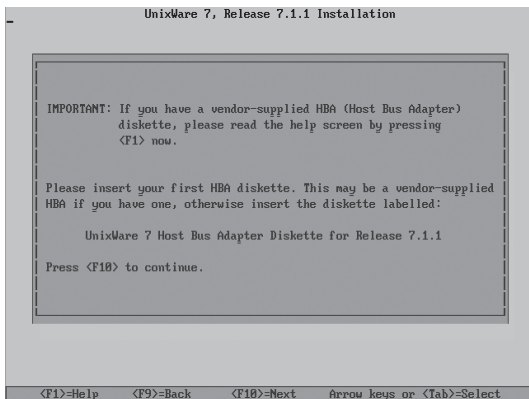 UnixWare 7, Release 7.1.1 Installation
IMPORTANT: If you have a vendor-supplied HBA (Host Bus Adapter)
diskette, please read the help screen by pressing
<F1> now.
Please insert your first HBA diskette. This may be a vendor-supplied
HBA if you have one, otherwise insert the diskette labelled:
UnixWare 7 Host Bus Adapter Diskette for Release 7.1.1
Press <F10> to continue.
<F1>=Help <F9>=Back <F10>=Next Arrow keys or <Tab>=Select